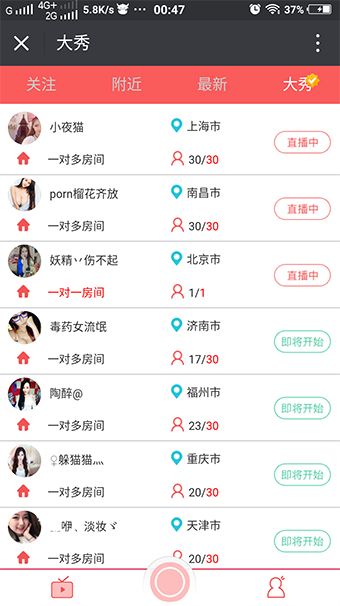 G 4G+ 2G 5.8K/s ··· 00:47 37%
大秀
关注 附近 最新 大秀
小夜猫 上海市 直播中
一对多房间 30/30
porn榴花齐放 南昌市 直播中
一对多房间 30/30
妖精丷伤不起 北京市 直播中
一对一房间 1/1
毒药女流氓 济南市 即将开始
一对多房间 17/30
陶醉@ 福州市 即将开始
一对多房间 23/30
♀躲猫猫灬 重庆市 即将开始
一对多房间 20/30
﹎咿、淡妆ヾ 天津市 即将开始
一对多房间 20/30